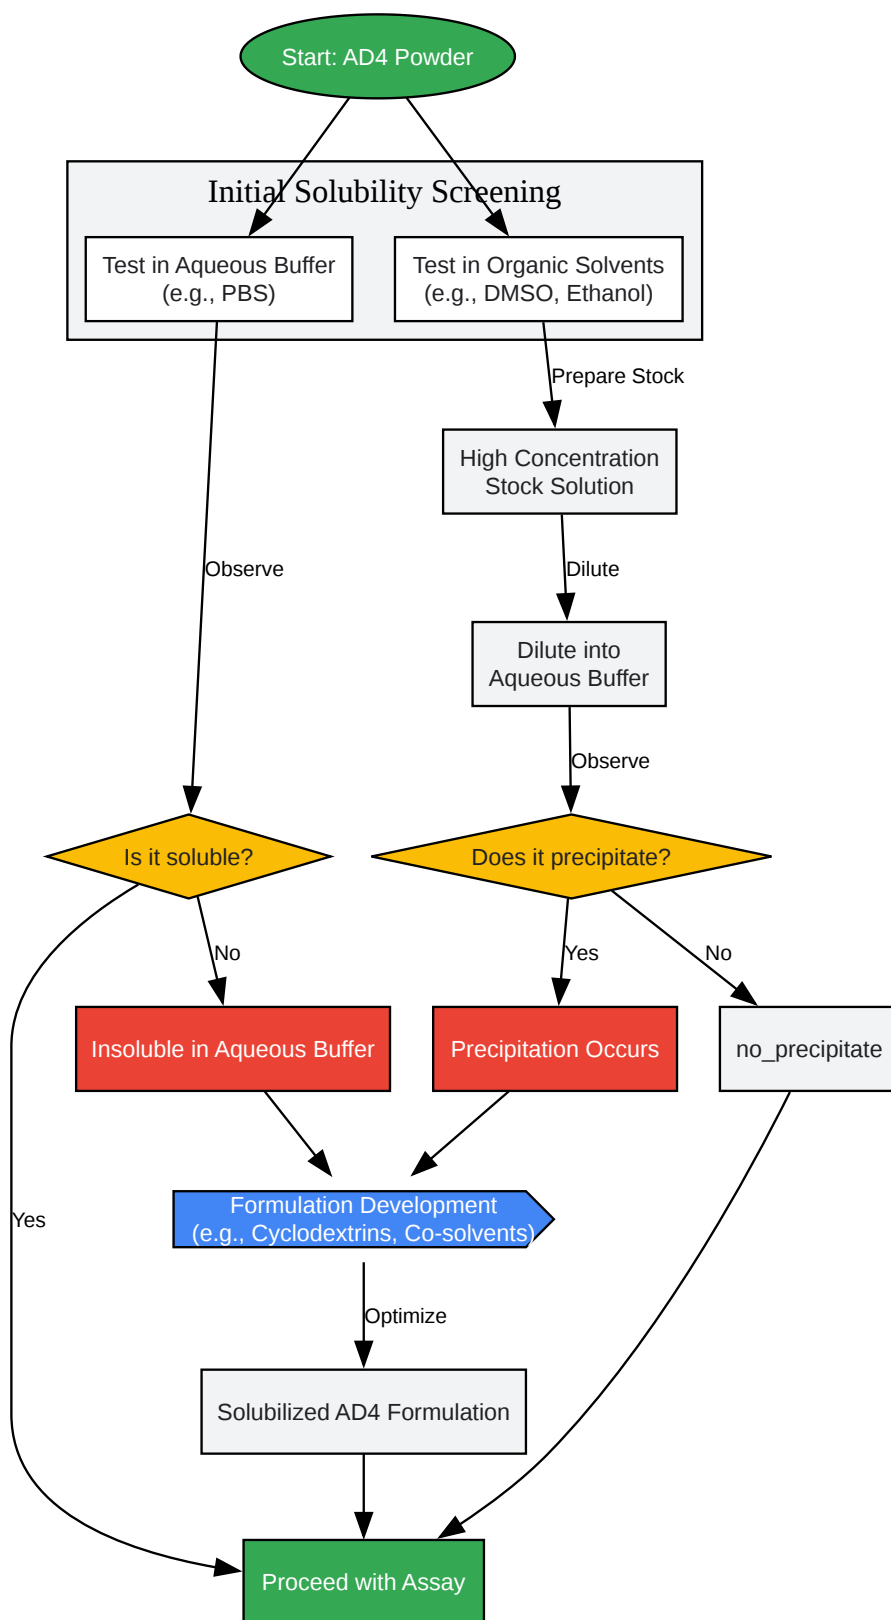 Start: AD4 Powder
Initial Solubility Screening
Test in Aqueous Buffer
(e.g., PBS)
Test in Organic Solvents
(e.g., DMSO, Ethanol)
Prepare Stock
High Concentration
Stock Solution
Observe
Dilute
Dilute into
Aqueous Buffer
Observe
Is it soluble?
Does it precipitate?
No
Yes
No
Insoluble in Aqueous Buffer
Precipitation Occurs
no_precipitate
Yes
Formulation Development
(e.g., Cyclodextrins, Co-solvents)
Optimize
Solubilized AD4 Formulation
Proceed with Assay